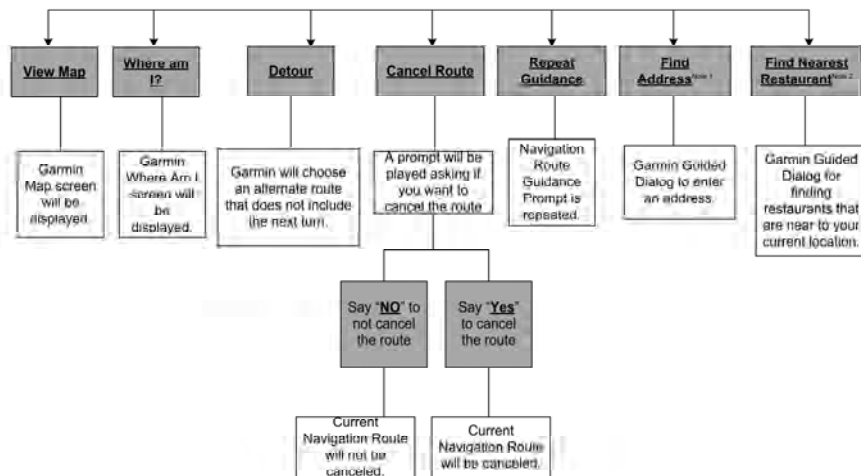 View Map
Where am
I?
Detour
Cancel Route
Repeat
Guidance
Find
Address Note 1
Find Nearest
Restaurant Note 2
Garmin
Map screen
will be
displayed.
Garmin
Where Am I
screen will
be
displayed.
Garmin will choose
an alternate route
that does not include
the next turn.
A prompt will be
played asking if
you want to
cancel the route
Navigation
Route
Guidance
Prompt is
repeated.
Garmin Guided
Dialog to enter
an address.
Garmin Guided
Dialog for
finding
restaurants that
are near to your
current location.
Say "NO" to
not cancel
the route
Say "Yes"
to cancel
the route
Current
Navigation Route
will not be
canceled.
Current
Navigation Route
will be canceled.